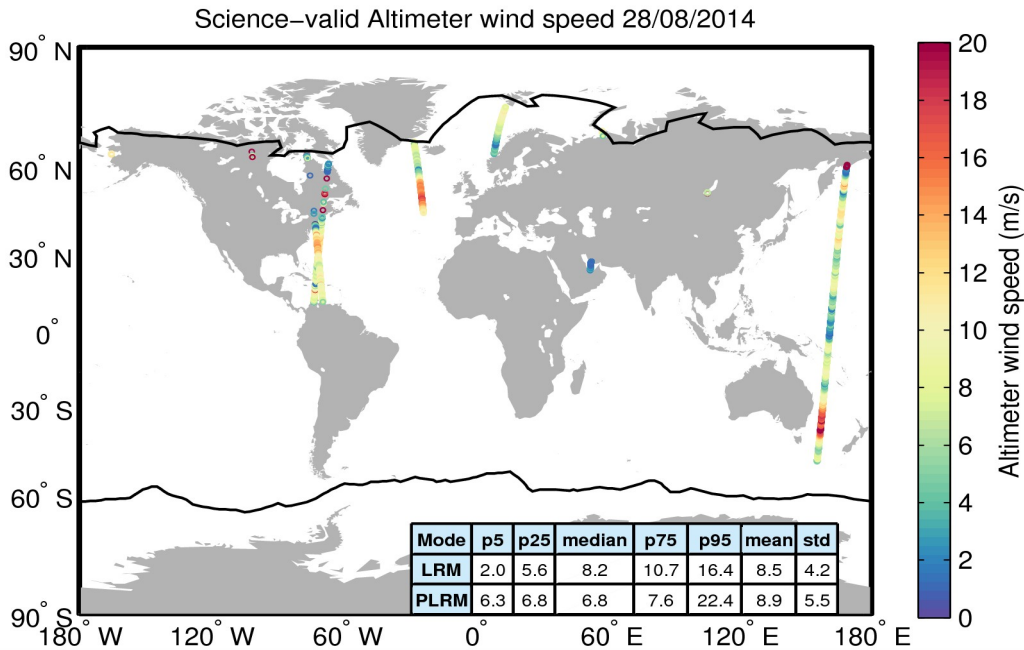 Science−valid Altimeter wind speed 28/08/2014
90° N
60° N
30° N
0°
30° S
60° S
90° S
180° W
120° W
60° W
0°
60° E
120° E
180° E
Mode p5 p25 median p75 p95 mean std
LRM 2.0 5.6 8.2 10.7 16.4 8.5 4.2
PLRM 6.3 6.8 6.8 7.6 22.4 8.9 5.5
20
18
16
14
12
10
8
6
4
2
0
Altimeter wind speed (m/s)